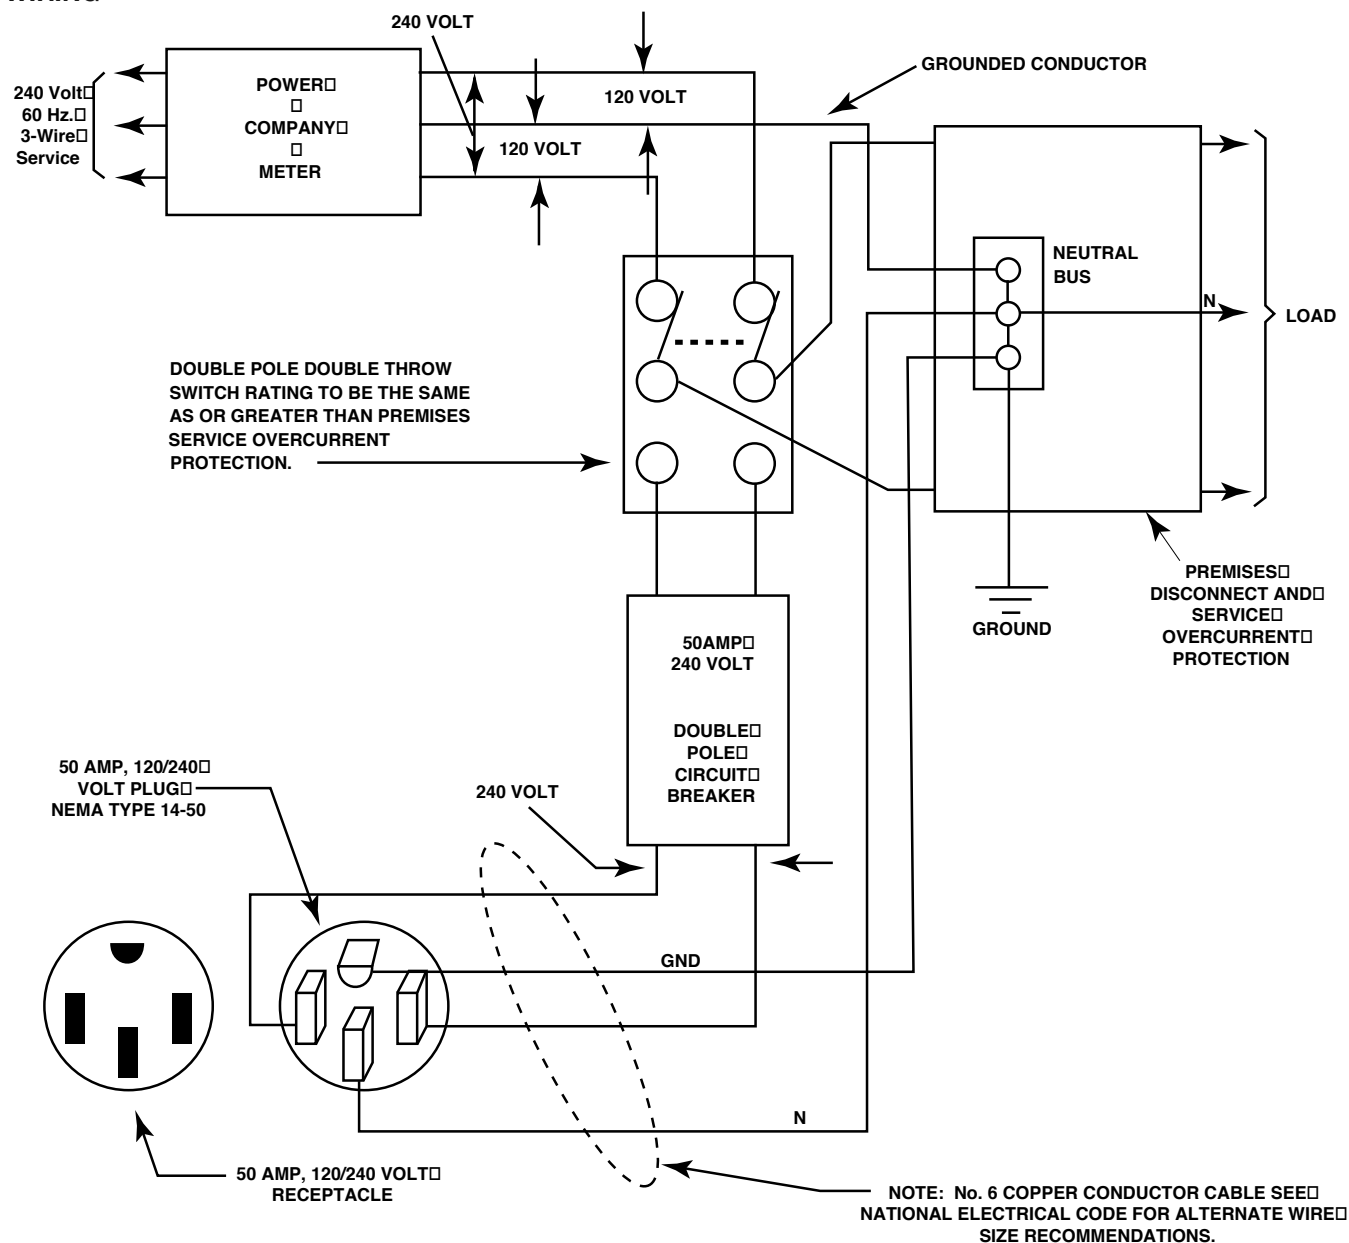 240 VOLT
GROUNDED CONDUCTOR
240 Volt
60 Hz.
3-Wire
Service
POWER
COMPANY
METER
120 VOLT
120 VOLT
NEUTRAL
BUS
N
LOAD
DOUBLE POLE DOUBLE THROW
SWITCH RATING TO BE THE SAME
AS OR GREATER THAN PREMISES
SERVICE OVERCURRENT
PROTECTION.
GROUND
PREMISES
DISCONNECT AND
SERVICE
OVERCURRENT
PROTECTION
50AMP
240 VOLT
DOUBLE
POLE
CIRCUIT
BREAKER
50 AMP, 120/240
VOLT PLUG
NEMA TYPE 14-50
240 VOLT
GND
N
50 AMP, 120/240 VOLT
RECEPTACLE
NOTE: No. 6 COPPER CONDUCTOR CABLE SEE
NATIONAL ELECTRICAL CODE FOR ALTERNATE WIRE
SIZE RECOMMENDATIONS.